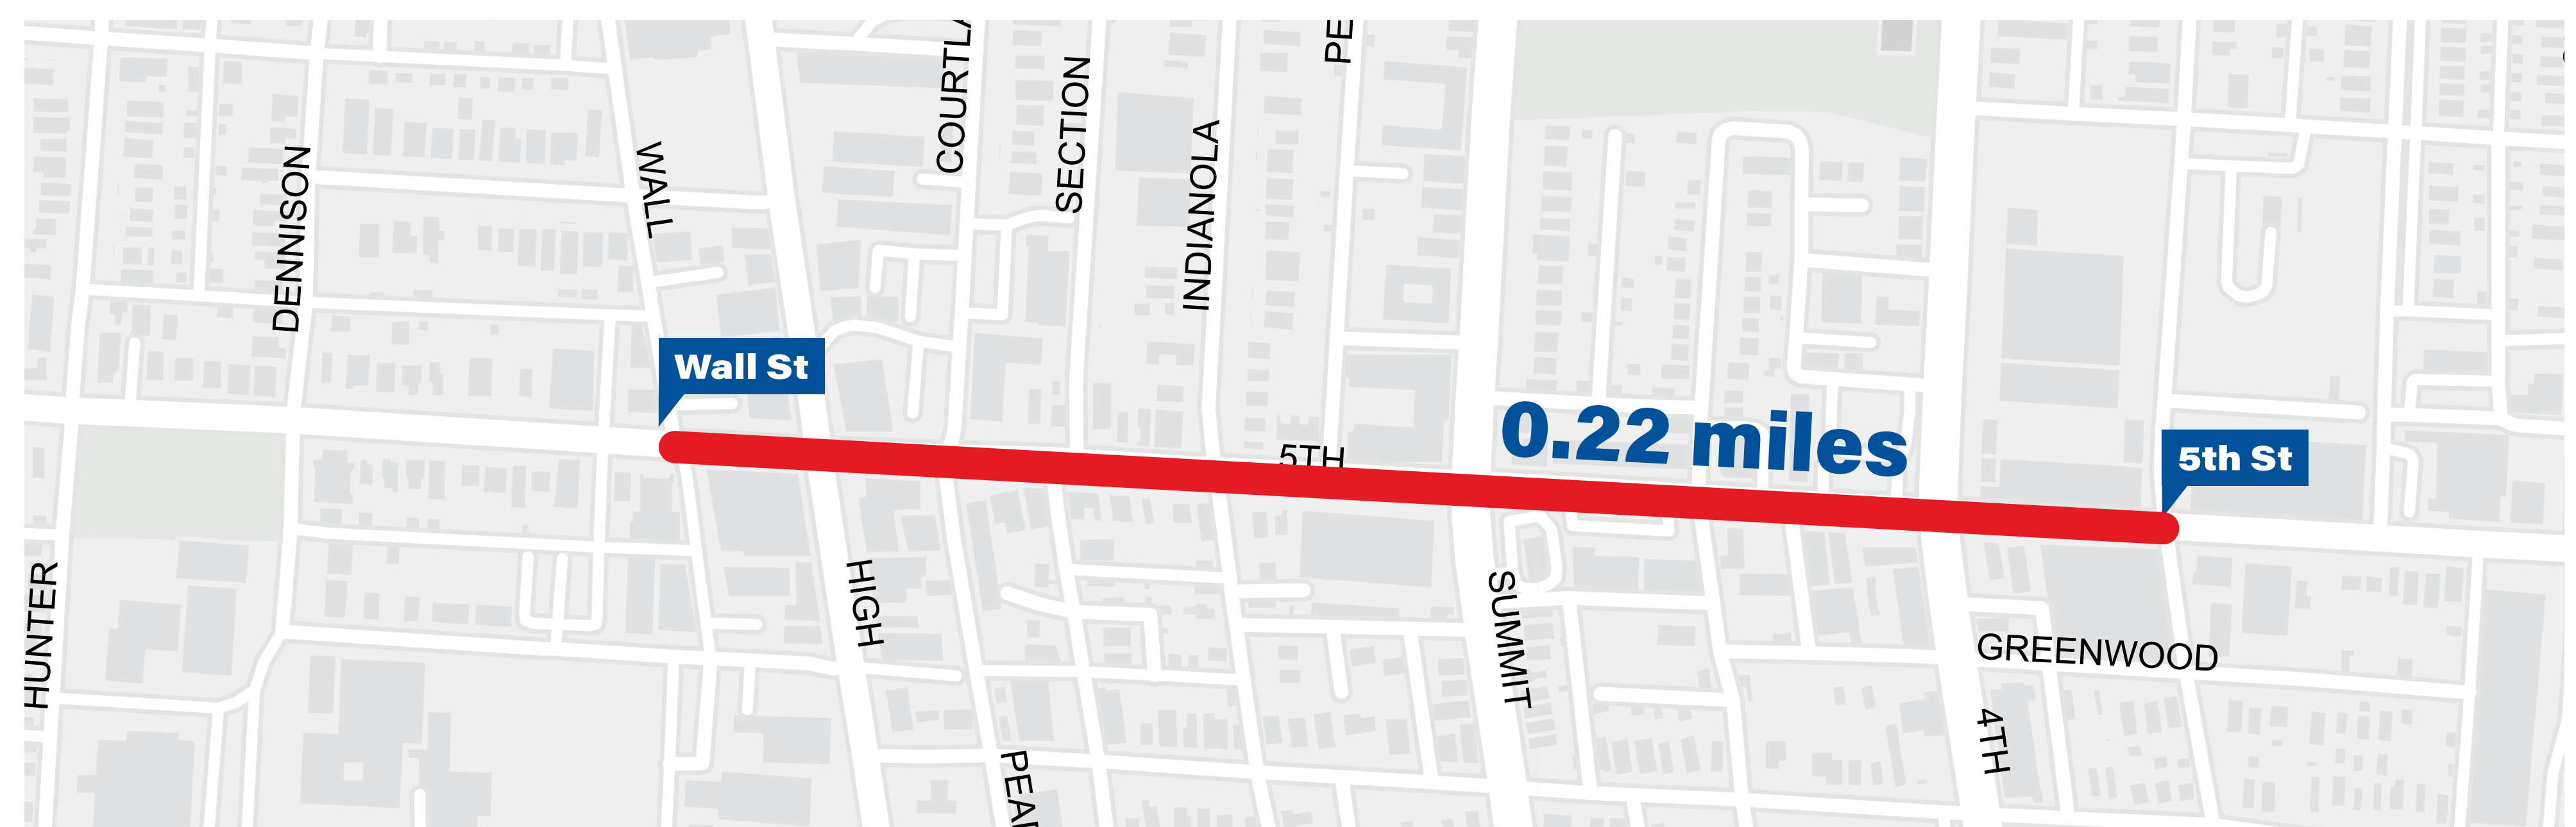 COURTLA
PE
SECTION
INDIANOLA
WALL
DENNISON
Wall St
0.22 miles
5TH
5th St
HUNTER
HIGH
SUMMIT
GREENWOOD
4TH
PEAR